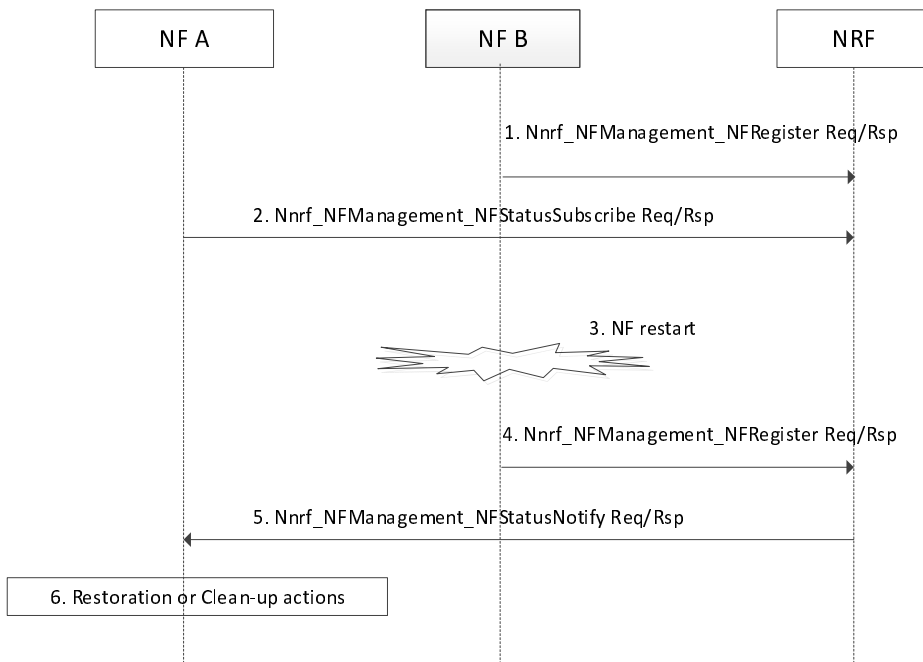 NF A
NF B
NRF
1. Nnrf_NFManagement_NFRegister Req/Rsp
2. Nnrf_NFManagement_NFStatusSubscribe Req/Rsp
3. NF restart
4. Nnrf_NFManagement_NFRegister Req/Rsp
5. Nnrf_NFManagement_NFStatusNotify Req/Rsp
6. Restoration or Clean-up actions